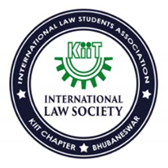 INTERNATIONAL LAW STUDENTS ASSOCIATION
KiiT
INTERNATIONAL
LAW SOCIETY
KIIT CHAPTER ★ BHUBANESWAR